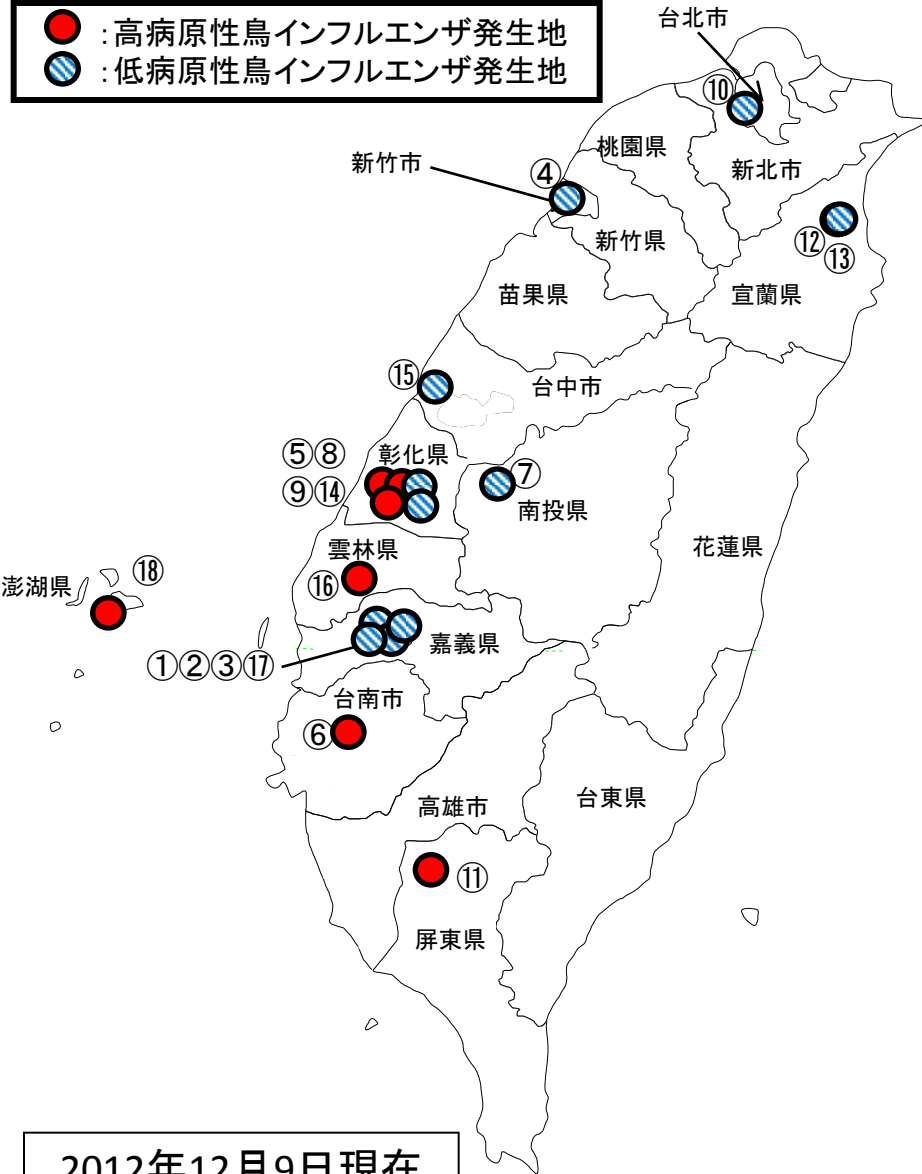 ：高病原性鳥インフルエンザ発生地
：低病原性鳥インフルエンザ発生地
台北市
⑩
桃園県
新竹市
④
新北市
新竹県
⑫⑬
苗果県
宜蘭県
⑮
台中市
⑤⑧
彰化県
⑦
⑨⑭
南投県
雲林県
花蓮県
⑱
澎湖県
⑯
嘉義県
①②③⑰
台南市
⑥
台東県
高雄市
⑪
屏東県
2012年12月9日現在